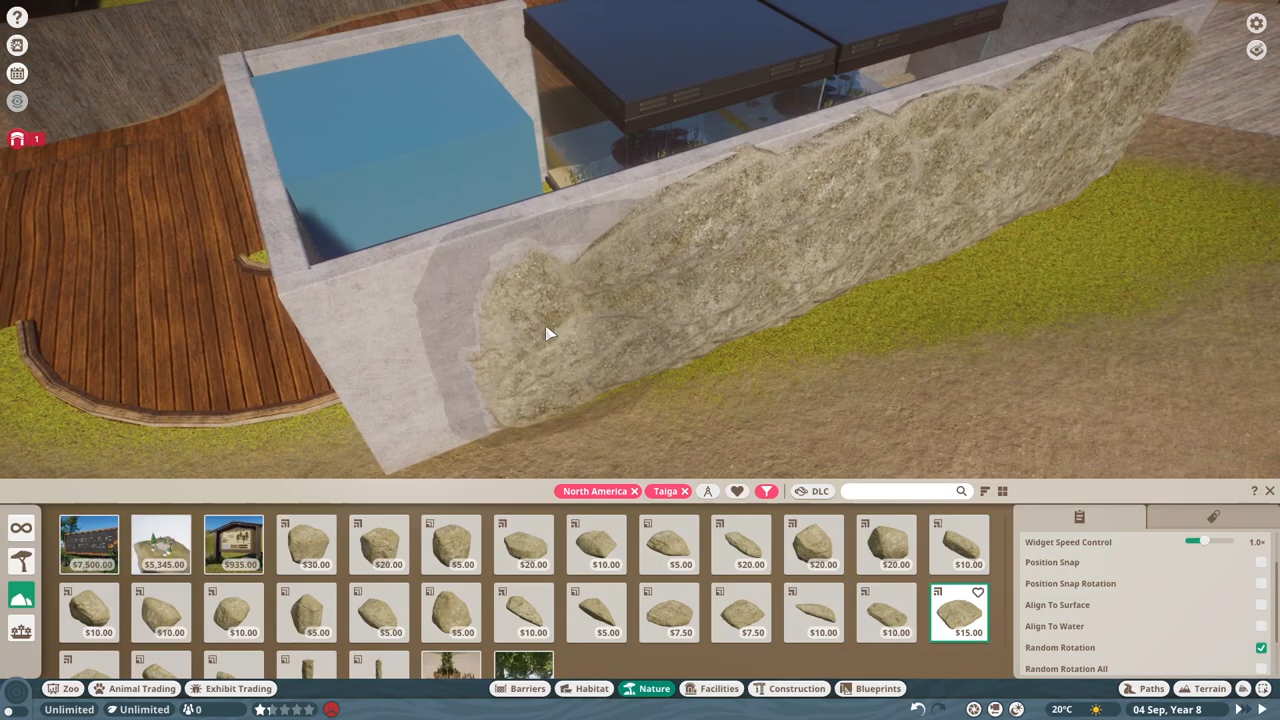 ?
1
North America ✕
Taiga ✕
DLC
? ✕
$7,500.00
$5,345.00
$935.00
$30.00
$20.00
$5.00
$20.00
$10.00
$5.00
$20.00
$20.00
$20.00
$10.00
$10.00
$10.00
$10.00
$5.00
$5.00
$5.00
$10.00
$5.00
$7.50
$7.50
$10.00
$10.00
$15.00
Widget Speed Control 1.0×
Position Snap
Position Snap Rotation
Align To Surface
Align To Water
Random Rotation
Random Rotation All
Zoo
Animal Trading
Exhibit Trading
Barriers
Habitat
Nature
Facilities
Construction
Blueprints
Paths
Terrain
Unlimited
Unlimited
0
20°C
04 Sep, Year 8